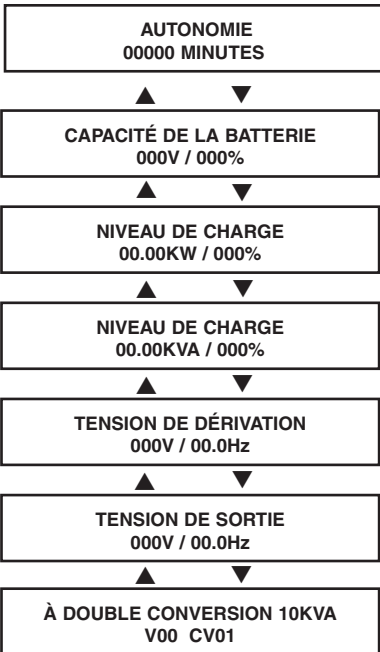 AUTONOMIE
00000 MINUTES
CAPACITÉ DE LA BATTERIE
000V / 000%
NIVEAU DE CHARGE
00.00KW / 000%
NIVEAU DE CHARGE
00.00KVA / 000%
TENSION DE DÉRIVATION
000V / 00.0Hz
TENSION DE SORTIE
000V / 00.0Hz
À DOUBLE CONVERSION 10KVA
V00 CV01